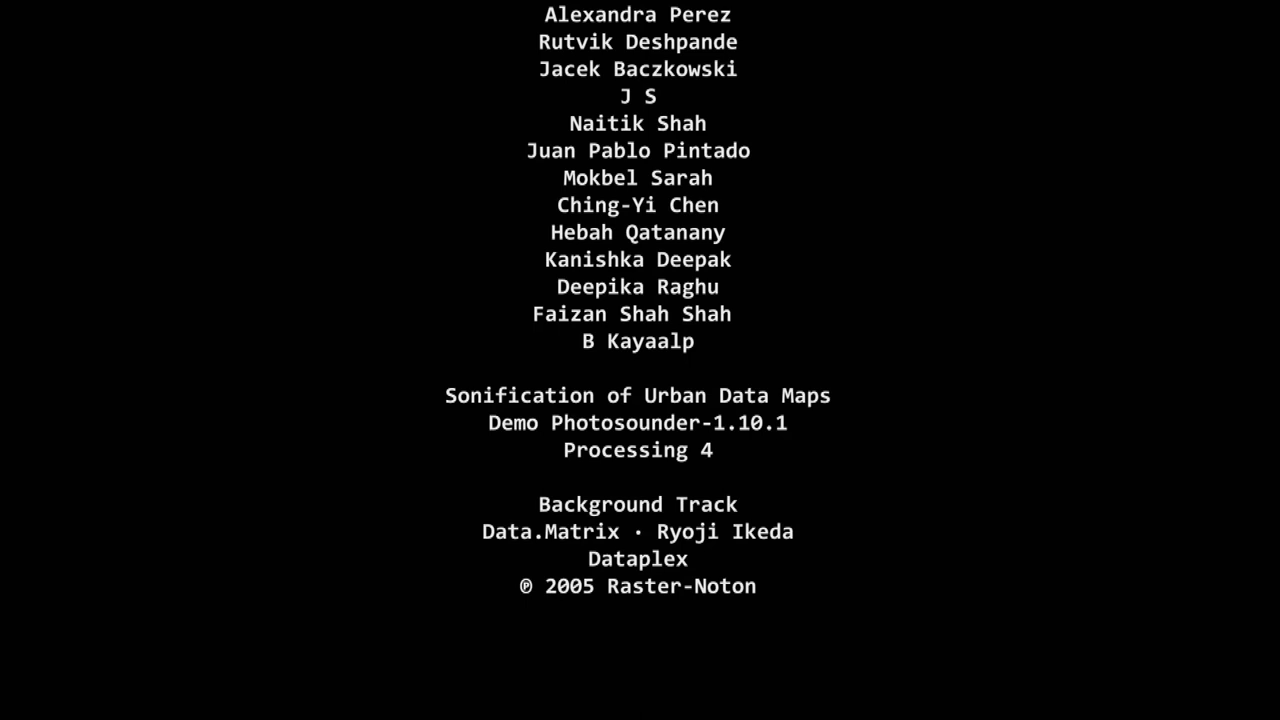 Alexandra Perez
Rutvik Deshpande
Jacek Baczkowski
J S
Naitik Shah
Juan Pablo Pintado
Mokbel Sarah
Ching-Yi Chen
Hebah Qatanany
Kanishka Deepak
Deepika Raghu
Faizan Shah Shah
B Kayaalp
Sonification of Urban Data Maps
Demo Photosounder-1.10.1
Processing 4
Background Track
Data.Matrix · Ryoji Ikeda
Dataplex
℗ 2005 Raster-Noton